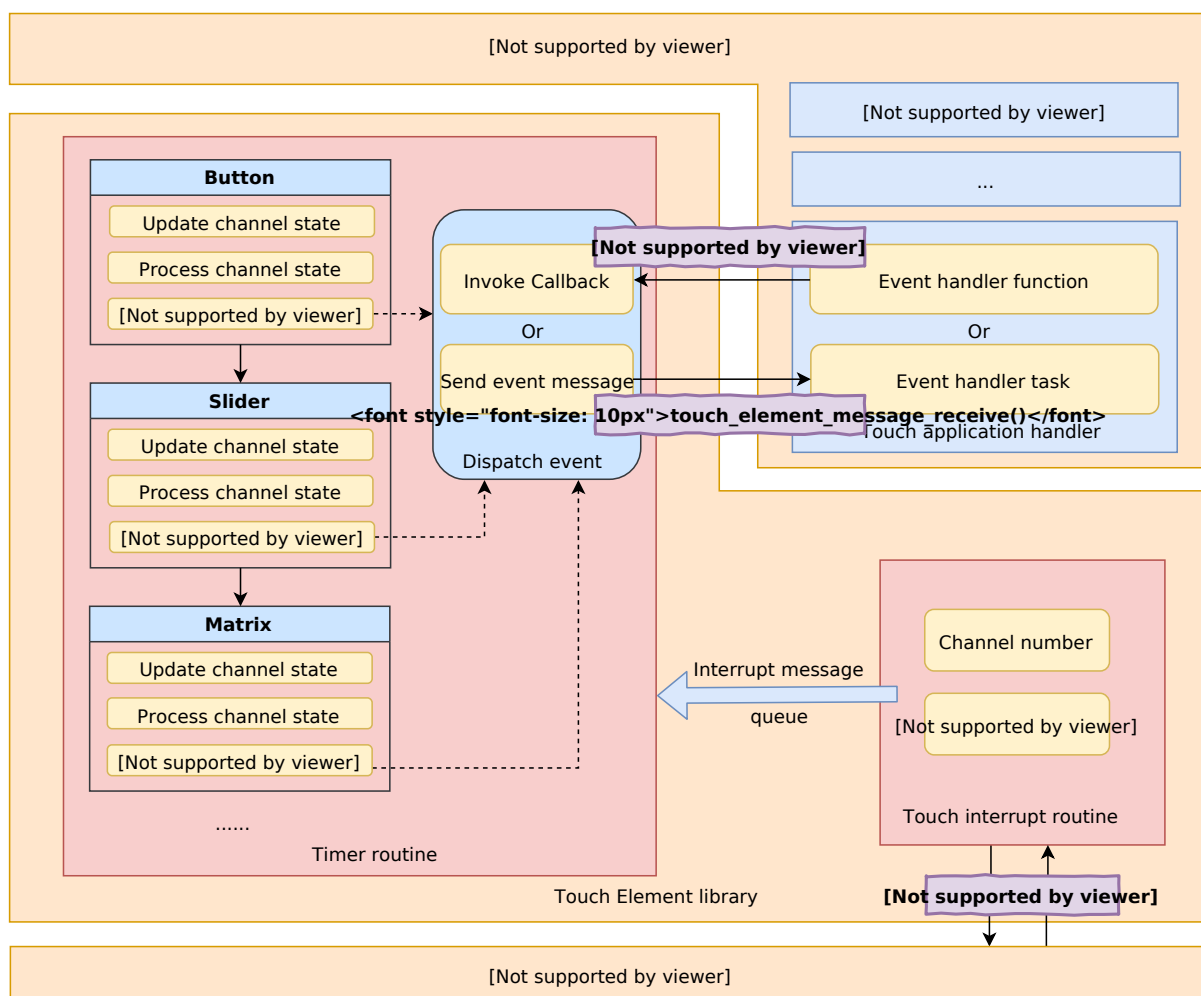 [Not supported by viewer]
[Not supported by viewer]
...
Button
Update channel state
Process channel state
[Not supported by viewer]
Slider
Update channel state
Process channel state
[Not supported by viewer]
Matrix
Update channel state
Process channel state
[Not supported by viewer]
......
Timer routine
Invoke Callback
Or
Send event message
Dispatch event
[Not supported by viewer]
<font style="font-size: 10px">touch_element_message_receive()</font>
Event handler function
Or
Event handler task
Touch application handler
Interrupt message
queue
Channel number
[Not supported by viewer]
Touch interrupt routine
[Not supported by viewer]
Touch Element library
[Not supported by viewer]